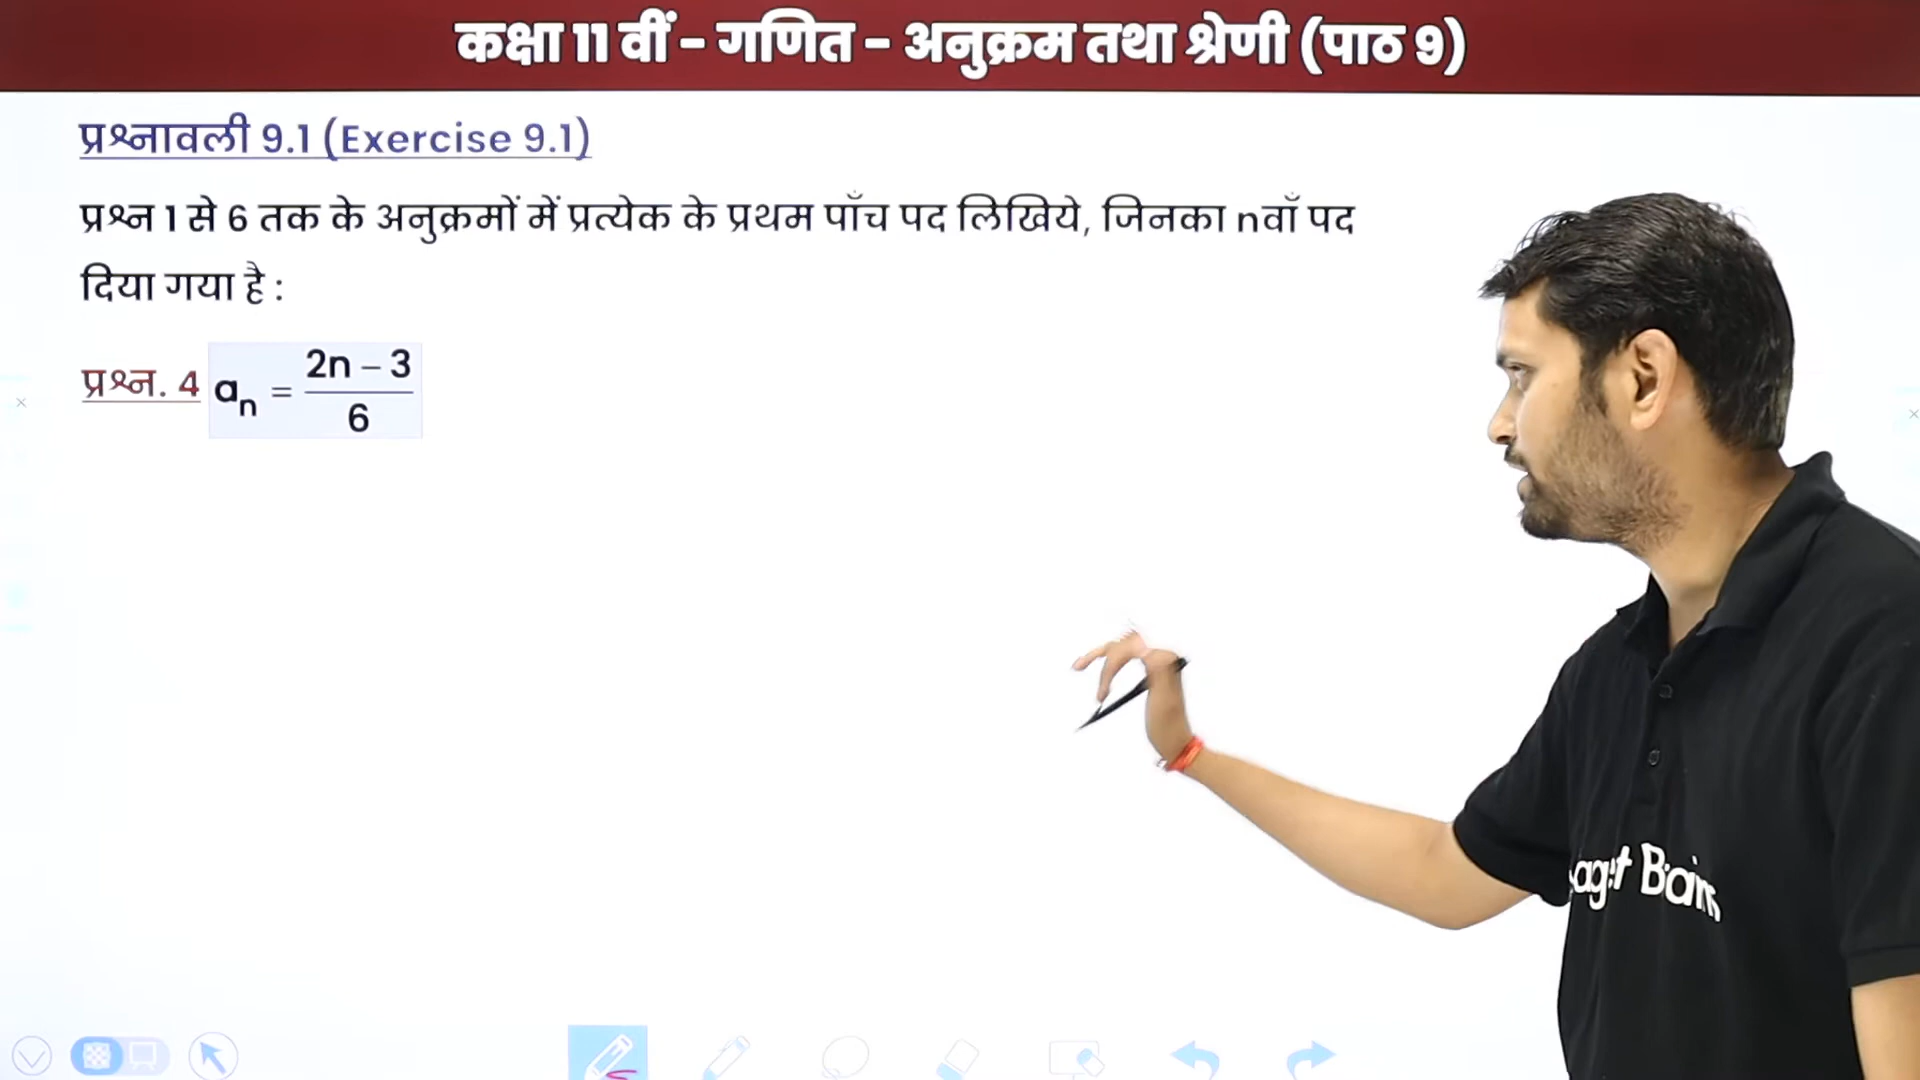 कक्षा 11 वीं - गणित - अनुक्रम तथा श्रेणी (पाठ 9)
प्रश्नावली 9.1 (Exercise 9.1)
प्रश्न 1 से 6 तक के अनुक्रमों में प्रत्येक के प्रथम पाँच पद लिखिये, जिनका nवाँ पद
दिया गया है :
प्रश्न. 4 aₙ = (2n – 3)/6